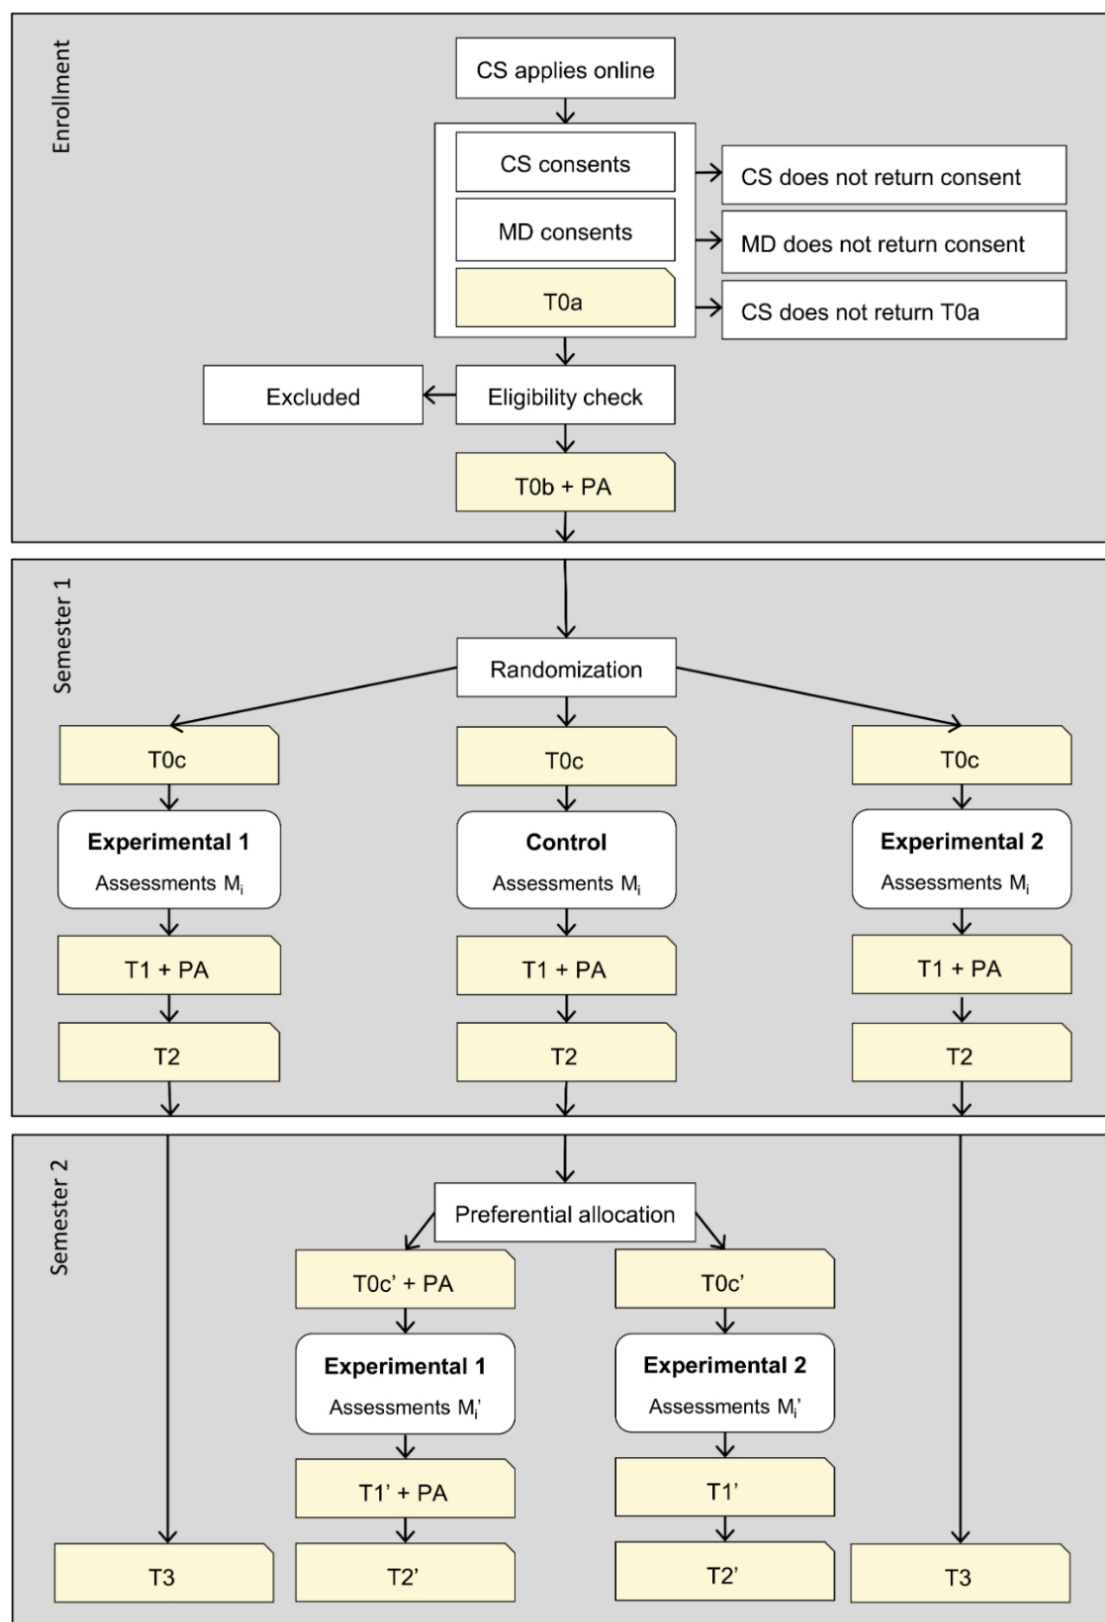 Enrollment
CS applies online
CS consents
CS does not return consent
MD consents
MD does not return consent
T0a
CS does not return T0a
Excluded
Eligibility check
T0b + PA
Semester 1
Randomization
T0c
T0c
T0c
Experimental 1
Assessments Mi
Control
Assessments Mi
Experimental 2
Assessments Mi
T1 + PA
T1 + PA
T1 + PA
T2
T2
T2
Semester 2
Preferential allocation
T0c’ + PA
T0c’
Experimental 1
Assessments Mi’
Experimental 2
Assessments Mi’
T1’ + PA
T1’
T3
T2’
T2’
T3